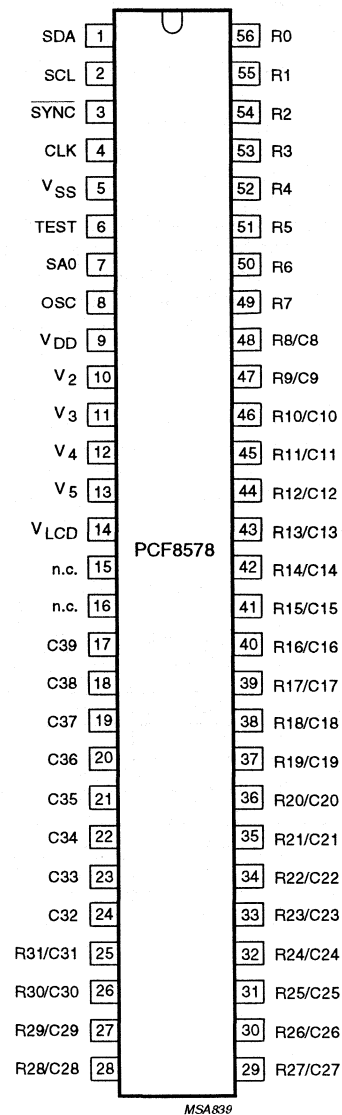 SDA 1 56 R0
SCL 2 55 R1
SYNC 3 54 R2
CLK 4 53 R3
VSS 5 52 R4
TEST 6 51 R5
SA0 7 50 R6
OSC 8 49 R7
VDD 9 48 R8/C8
V2 10 47 R9/C9
V3 11 46 R10/C10
V4 12 45 R11/C11
V5 13 44 R12/C12
VLCD 14 43 R13/C13
PCF8578
n.c. 15 42 R14/C14
n.c. 16 41 R15/C15
C39 17 40 R16/C16
C38 18 39 R17/C17
C37 19 38 R18/C18
C36 20 37 R19/C19
C35 21 36 R20/C20
C34 22 35 R21/C21
C33 23 34 R22/C22
C32 24 33 R23/C23
R31/C31 25 32 R24/C24
R30/C30 26 31 R25/C25
R29/C29 27 30 R26/C26
R28/C28 28 29 R27/C27
MSA839